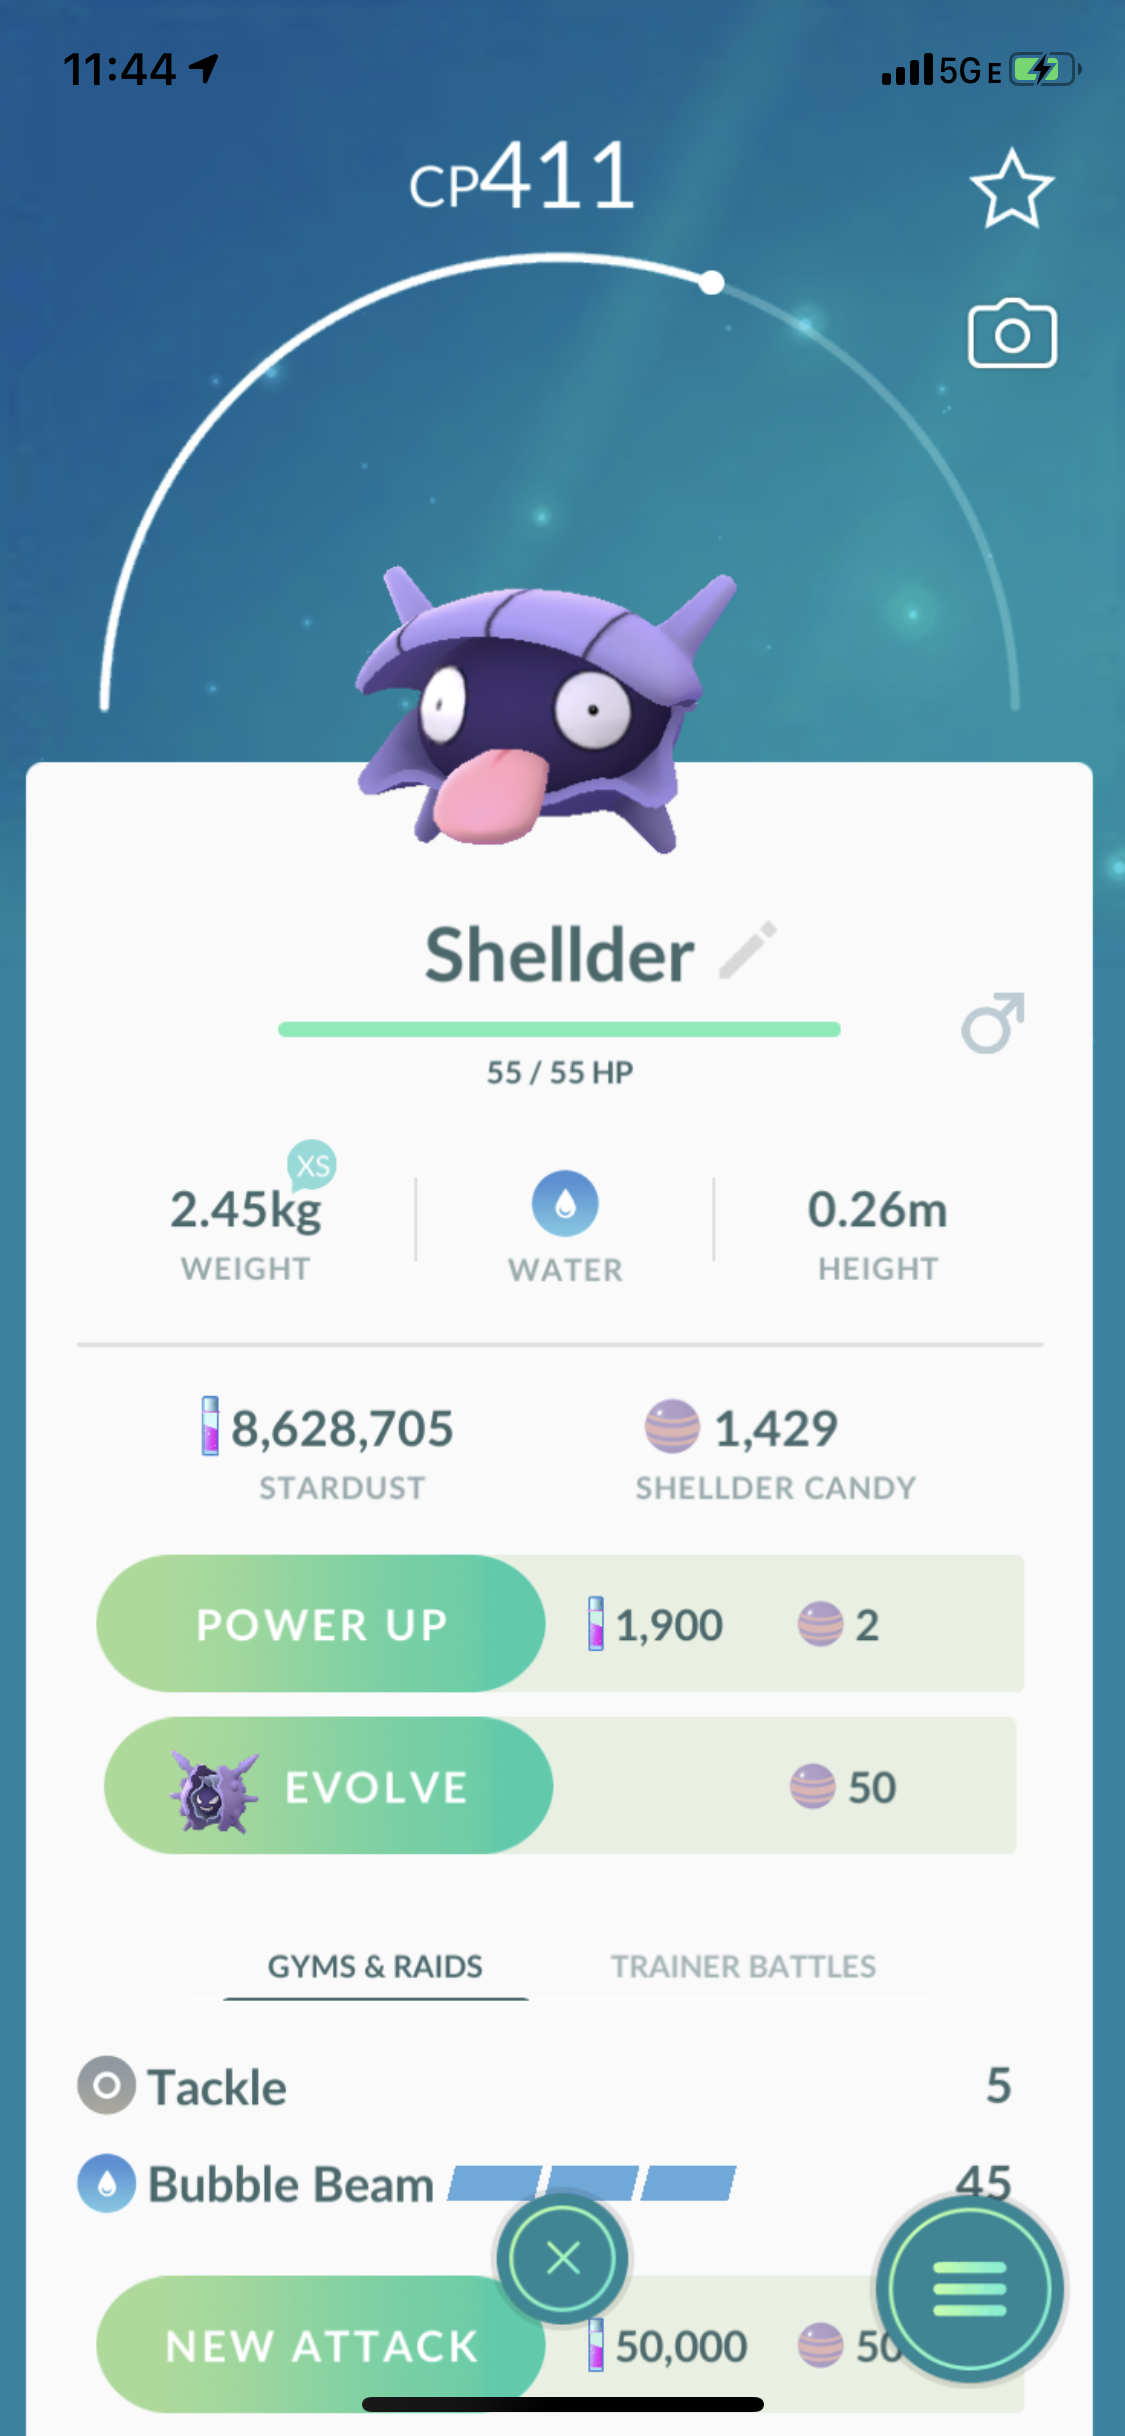 11:44 5G E
CP411
Shellder
55 / 55 HP
XS
2.45kg 0.26m
WEIGHT WATER HEIGHT
8,628,705 1,429
STARDUST SHELLDER CANDY
POWER UP 1,900 2
EVOLVE 50
GYMS & RAIDS TRAINER BATTLES
Tackle 5
Bubble Beam 45
NEW ATTACK 50,000 50